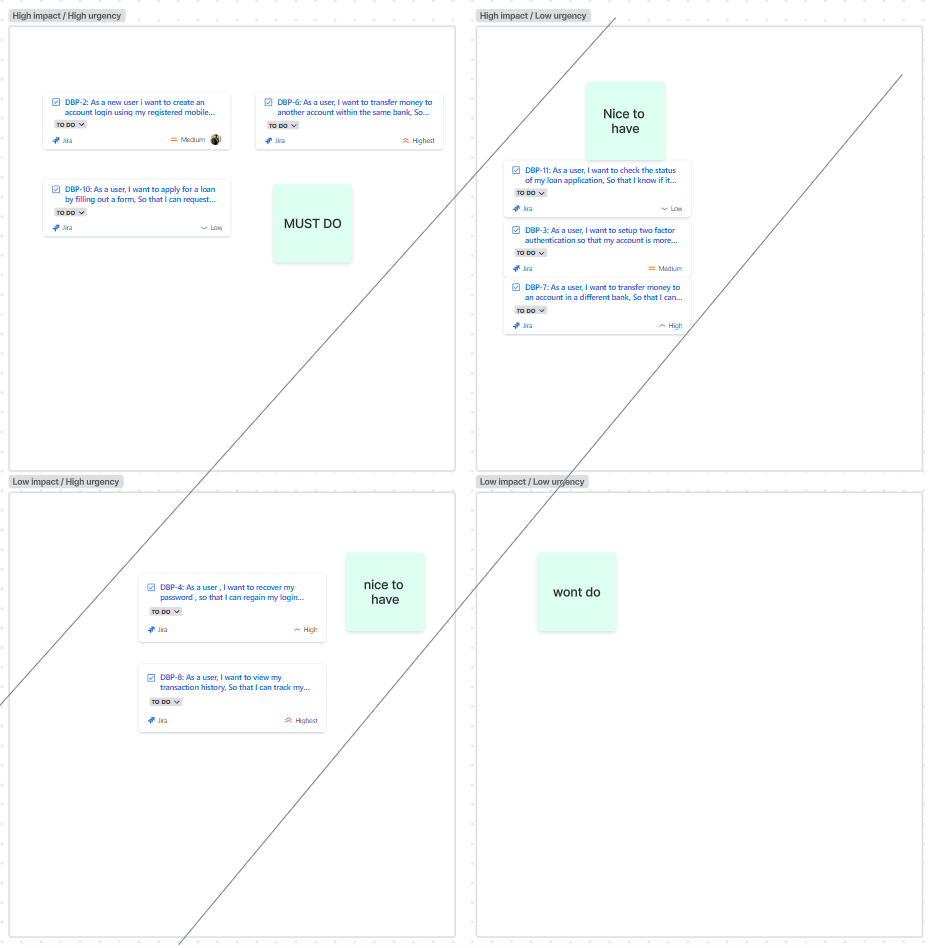 High impact / High urgency
DBP-2: As a new user i want to create an
account login using my registered mobile...
TO DO
Jira
Medium
DBP-6: As a user, I want to transfer money to
another account within the same bank, So...
TO DO
Jira
Highest
DBP-10: As a user, I want to apply for a loan
by filling out a form, So that I can request...
TO DO
Jira
Low
MUST DO
High impact / Low urgency
Nice to
have
DBP-11: As a user, I want to check the status
of my loan application, So that I know if it...
TO DO
Jira
Low
DBP-3: As a user, I want to setup two factor
authentication so that my account is more...
TO DO
Jira
Medium
DBP-7: As a user, I want to transfer money to
an account in a different bank, So that I can...
TO DO
Jira
High
Low impact / High urgency
DBP-4: As a user , I want to recover my
password , so that I can regain my login...
TO DO
Jira
High
nice to
have
DBP-8: As a user, I want to view my
transaction history, So that I can track my...
TO DO
Jira
Highest
Low impact / Low urgency
wont do